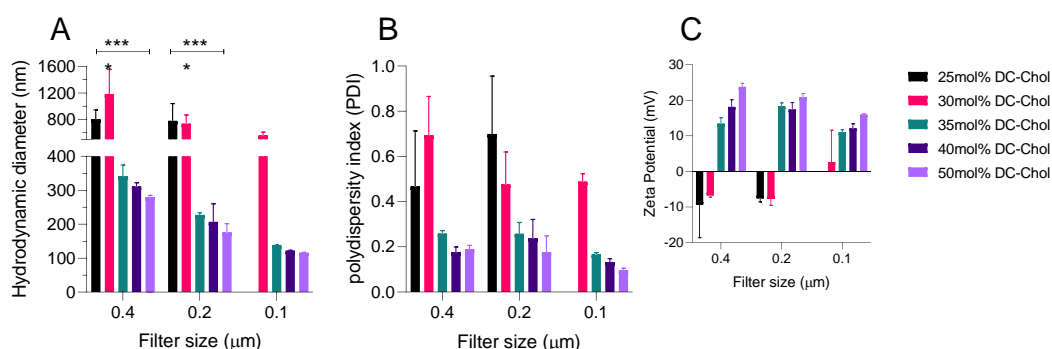 A
B
C
Hydrodynamic diameter (nm)
1600
1200
800
400
300
200
100
0
***
***
*
*
0.4
0.2
0.1
Filter size (μm)
polydispersity index (PDI)
1.0
0.8
0.6
0.4
0.2
0.0
0.4
0.2
0.1
Filter size (μm)
Zeta Potential (mV)
30
20
10
0
-10
-20
0.4
0.2
0.1
Filter size (μm)
25mol% DC-Chol
30mol% DC-Chol
35mol% DC-Chol
40mol% DC-Chol
50mol% DC-Chol